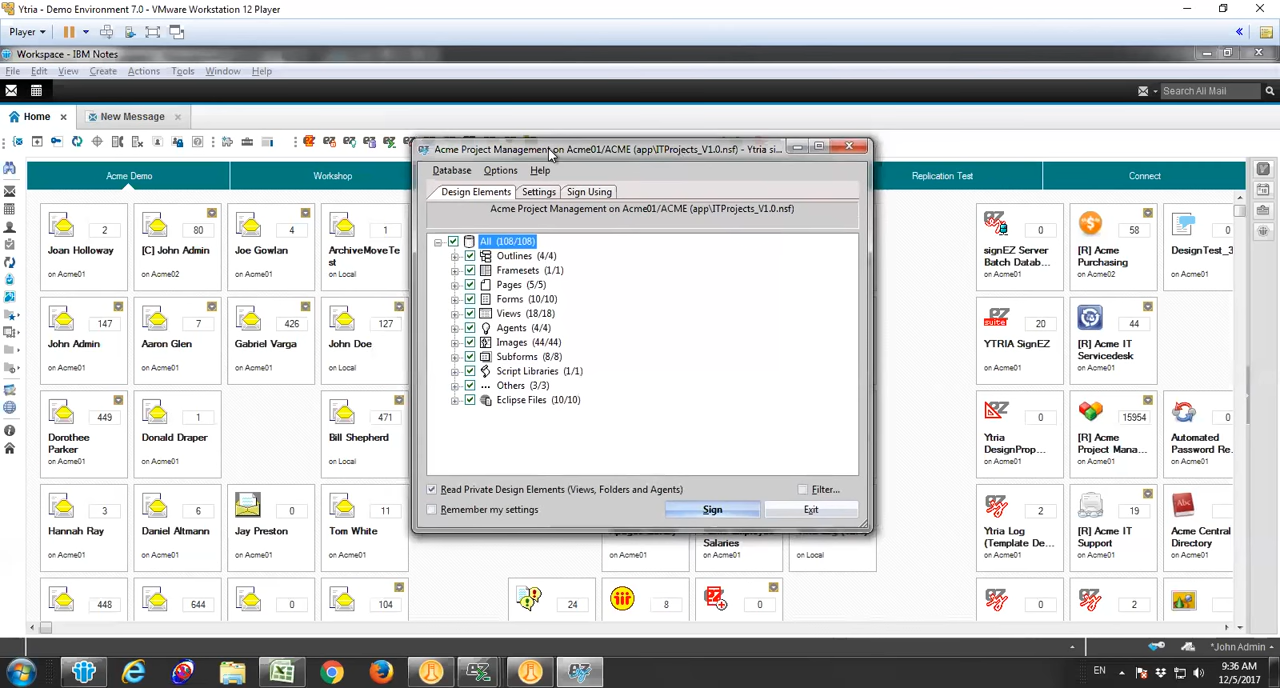 Ytria - Demo Environment 7.0 - VMware Workstation 12 Player
Player
Workspace - IBM Notes
File Edit View Create Actions Tools Window Help
Search All Mail
Home New Message
Acme Demo Workshop Replication Test Connect
Acme Project Management on Acme01/ACME (app\ITProjects_V1.0.nsf) - Ytria si...
Database Options Help
Design Elements Settings Sign Using
Acme Project Management on Acme01/ACME (app\ITProjects_V1.0.nsf)
All (108/108)
Outlines (4/4)
Framesets (1/1)
Pages (5/5)
Forms (10/10)
Views (18/18)
Agents (4/4)
Images (44/44)
Subforms (8/8)
Script Libraries (1/1)
Others (3/3)
Eclipse Files (10/10)
Read Private Design Elements (Views, Folders and Agents) Filter...
Remember my settings Sign Exit
2 80 4 1
Joan Holloway [C] John Admin Joe Gowlan ArchiveMoveTe
st
on Acme01 on Acme02 on Acme01 on Local
147 7 426 127
John Admin Aaron Glen Gabriel Varga John Doe
on Acme01 on Acme01 on Acme01 on Local
449 1 471
Dorothee
Parker Donald Draper Bill Shepherd
on Acme01 on Acme01 on Local
3 6 0 11
Hannah Ray Daniel Altmann Jay Preston Tom White
on Acme01 on Acme01 on Acme01 on Local
448 644 0 104
24 8 0
Salaries
on Acme01 on Acme01 on Local
0 58 0
signEZ Server
Batch Datab... [R] Acme
Purchasing DesignTest_3
on Acme01 on Acme02 on Acme01
20 44
YTRIA SignEZ [R] Acme IT
Servicedesk
on Acme01 on Acme01
0 15954 0
Ytria
DesignProp... [R] Acme
Project Mana... Automated
Password Re...
on Acme01 on Acme01 on Acme01
2 19 0
Ytria Log
(Template De... [R] Acme IT
Support Acme Central
Directory
on Acme01 on Acme01 on Acme01
0 2
*John Admin
EN 9:36 AM
12/5/2017